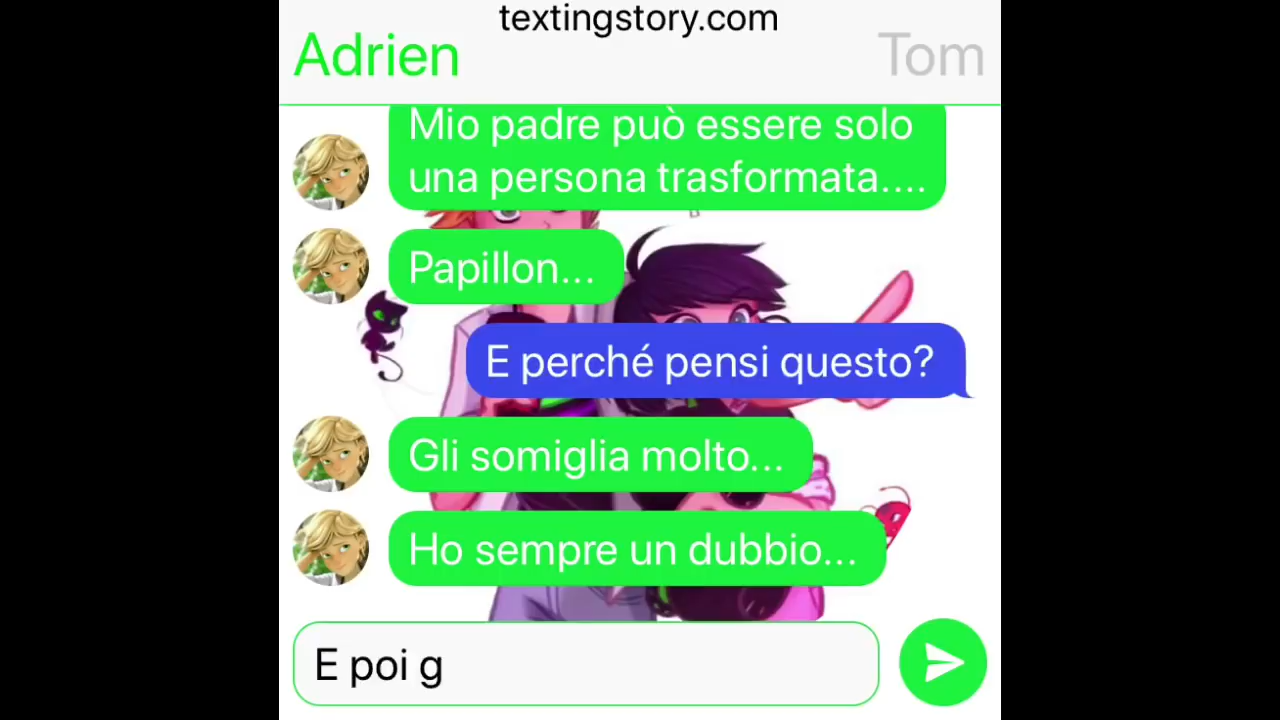 textingstory.com
Adrien
Tom
Mio padre può essere solo
una persona trasformata....
Papillon...
E perché pensi questo?
Gli somiglia molto...
Ho sempre un dubbio...
E poi g